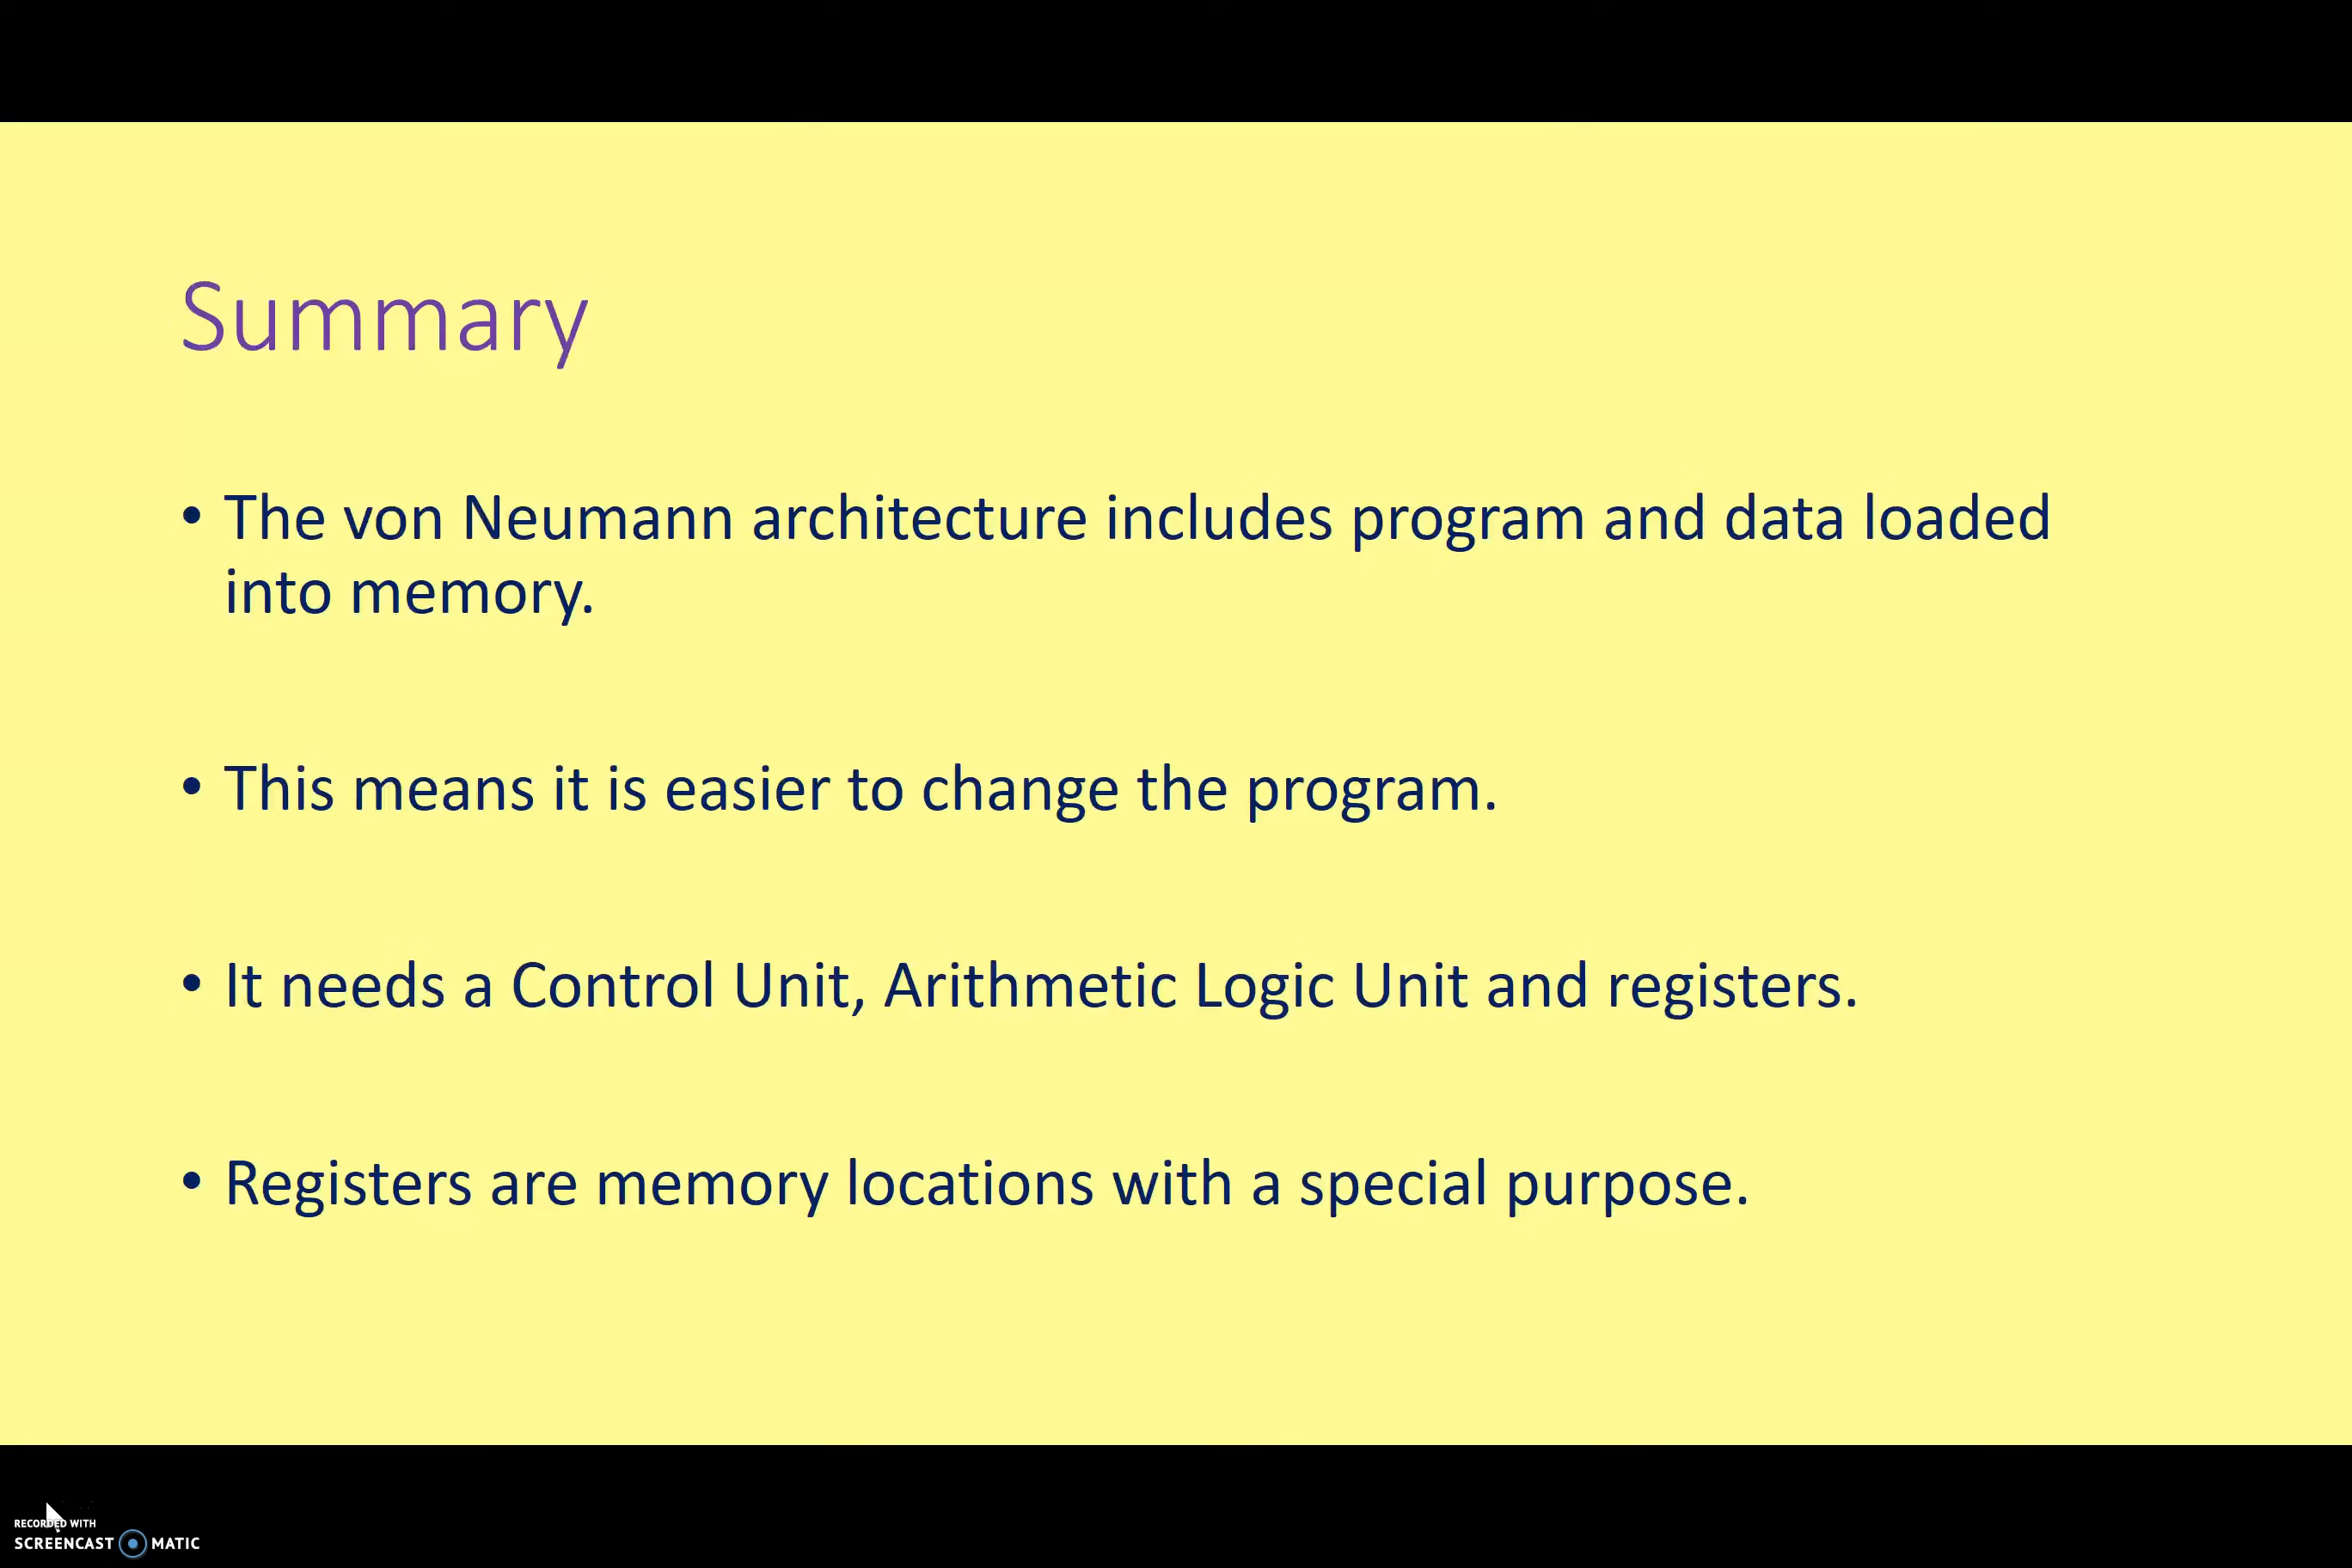 Summary
• The von Neumann architecture includes program and data loaded
into memory.
• This means it is easier to change the program.
• It needs a Control Unit, Arithmetic Logic Unit and registers.
• Registers are memory locations with a special purpose.
RECORDED WITH
SCREENCAST MATIC